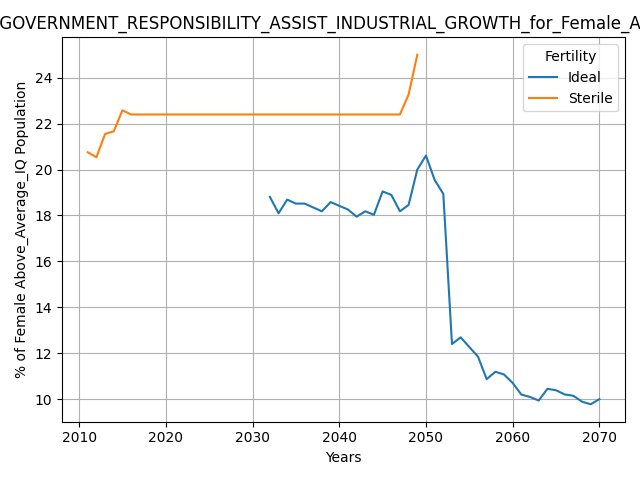 GOVERNMENT_RESPONSIBILITY_ASSIST_INDUSTRIAL_GROWTH_for_Female_A
Fertility
Ideal
Sterile
% of Female Above_Average_IQ Population
24
22
20
18
16
14
12
10
2010 2020 2030 2040 2050 2060 2070
Years